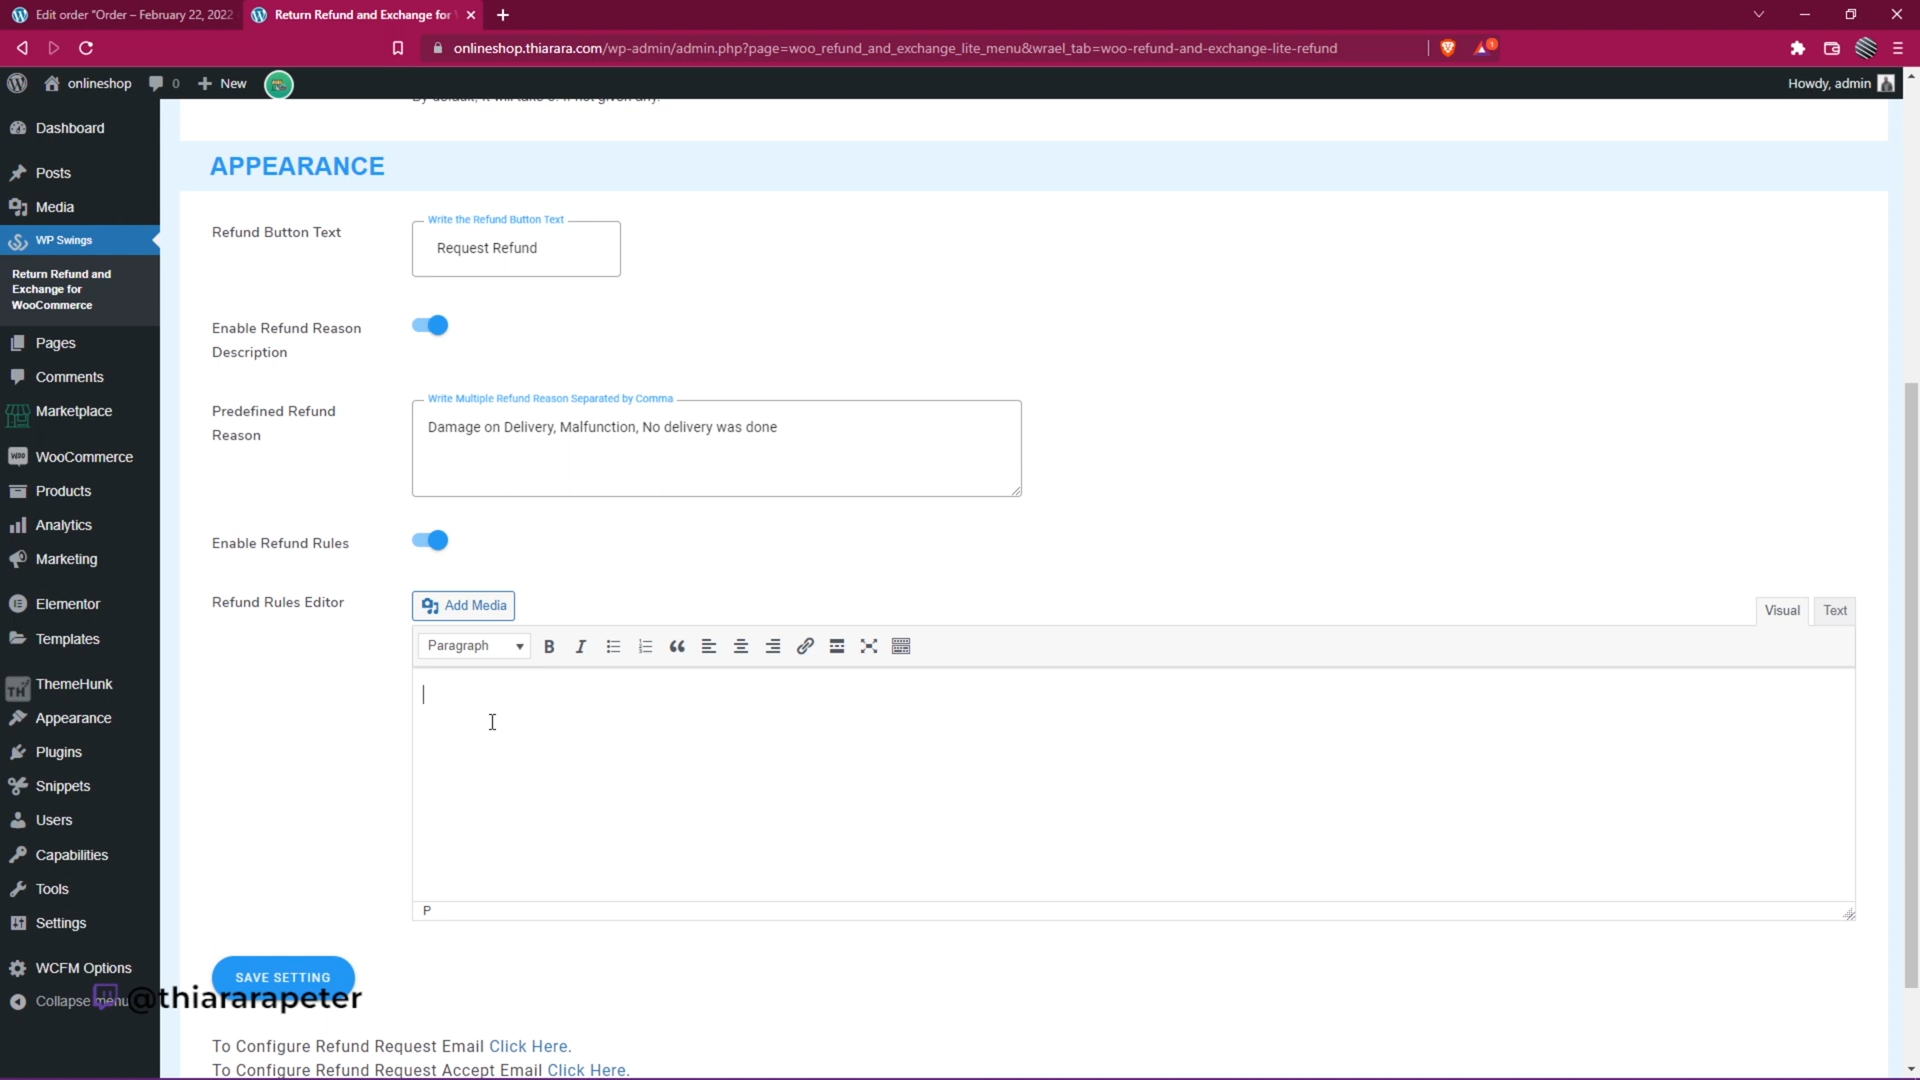 Edit order "Order – February 22, 2022
Return Refund and Exchange for
onlineshop.thiarara.com/wp-admin/admin.php?page=woo_refund_and_exchange_lite_menu&wrael_tab=woo-refund-and-exchange-lite-refund
1
onlineshop
0
New
Howdy, admin
Dashboard
Posts
Media
WP Swings
Return Refund and
Exchange for
WooCommerce
Pages
Comments
Marketplace
WooCommerce
Products
Analytics
Marketing
Elementor
Templates
ThemeHunk
Appearance
Plugins
Snippets
Users
Capabilities
Tools
Settings
WCFM Options
Collapse menu
APPEARANCE
Refund Button Text
Write the Refund Button Text
Request Refund
Enable Refund Reason
Description
Predefined Refund
Reason
Write Multiple Refund Reason Separated by Comma
Damage on Delivery, Malfunction, No delivery was done
Enable Refund Rules
Refund Rules Editor
Add Media
Visual
Text
Paragraph
P
SAVE SETTING
@thiararapeter
To Configure Refund Request Email Click Here.
To Configure Refund Request Accept Email Click Here.